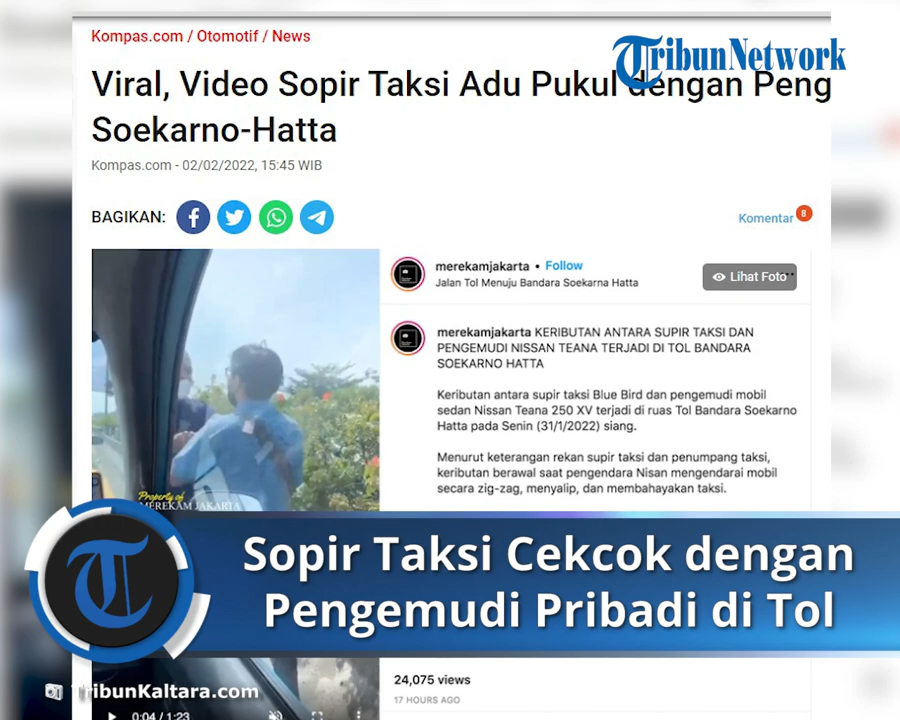 Kompas.com / Otomotif / News
TribunNetwork
Viral, Video Sopir Taksi Adu Pukul dengan Peng
Soekarno-Hatta
Kompas.com - 02/02/2022, 15:45 WIB
BAGIKAN:
Komentar 8
merekamjakarta • Follow
Jalan Tol Menuju Bandara Soekarna Hatta
Lihat Foto
merekamjakarta KERIBUTAN ANTARA SUPIR TAKSI DAN
PENGEMUDI NISSAN TEANA TERJADI DI TOL BANDARA
SOEKARNO HATTA
Keributan antara supir taksi Blue Bird dan pengemudi mobil
sedan Nissan Teana 250 XV terjadi di ruas Tol Bandara Soekarno
Hatta pada Senin (31/1/2022) siang.
Menurut keterangan rekan supir taksi dan penumpang taksi,
keributan berawal saat pengendara Nisan mengendarai mobil
secara zig-zag, menyalip, dan membahayakan taksi.
Property of
MEREKAM JAKARTA
T
Sopir Taksi Cekcok dengan
Pengemudi Pribadi di Tol
24,075 views
17 HOURS AGO
TribunKaltara.com
0:04 / 1:23